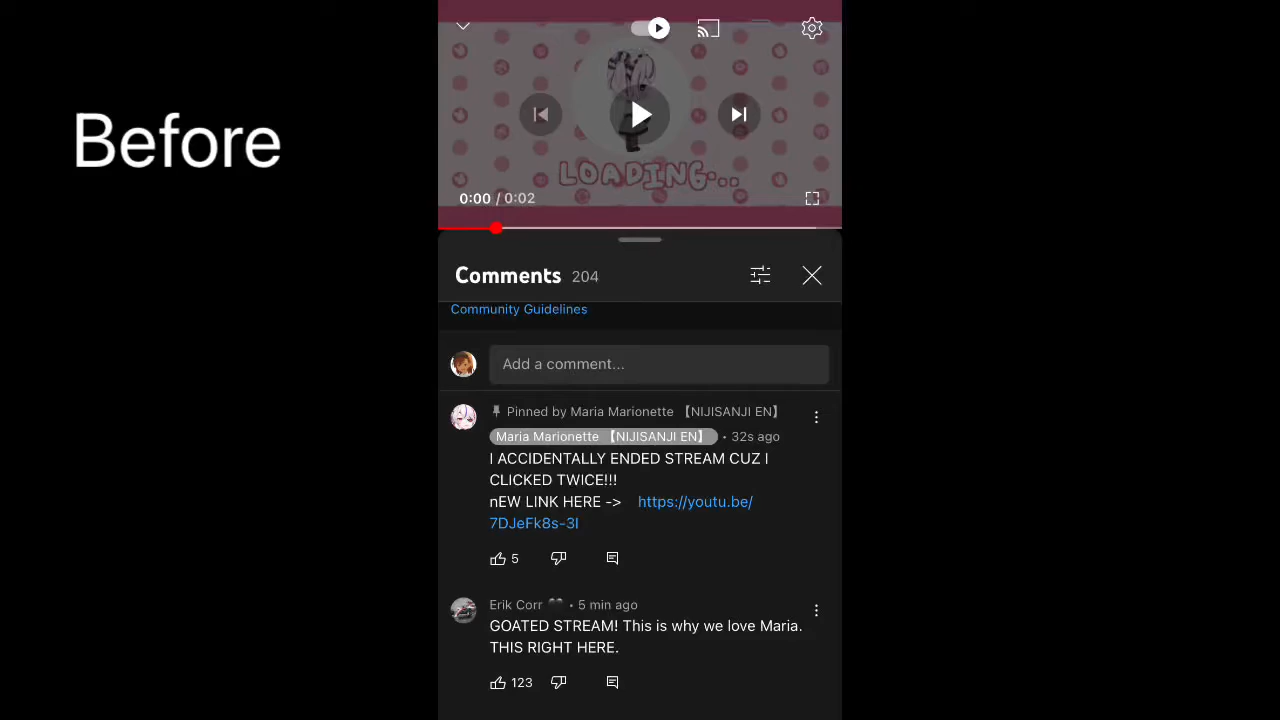 Before
LOADING...
0:00 / 0:02
Comments 204
Community Guidelines
Add a comment...
Pinned by Maria Marionette 【NIJISANJI EN】
Maria Marionette 【NIJISANJI EN】 • 32s ago
I ACCIDENTALLY ENDED STREAM CUZ I
CLICKED TWICE!!!
nEW LINK HERE -> https://youtu.be/
7DJeFk8s-3I
5
Erik Corr 🖤 • 5 min ago
GOATED STREAM! This is why we love Maria.
THIS RIGHT HERE.
123